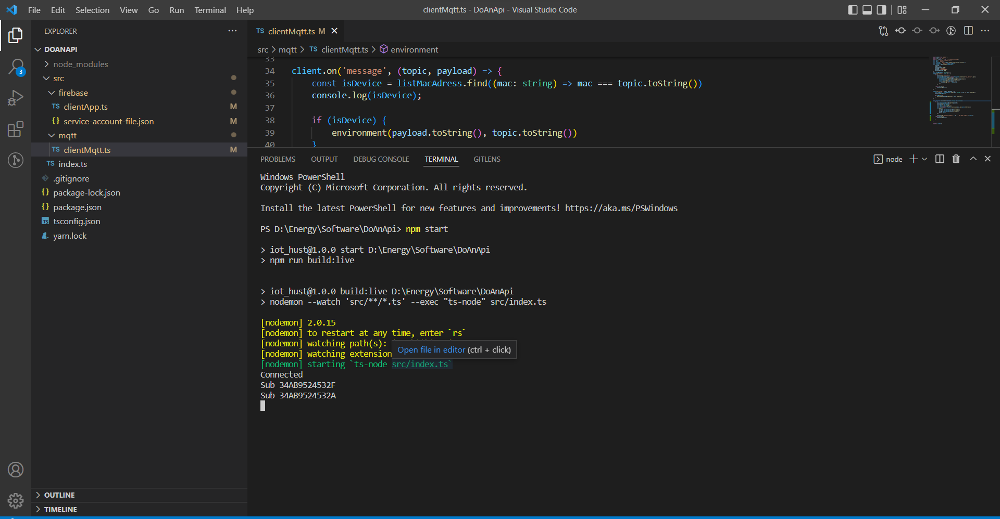 File Edit Selection View Go Run Terminal Help
clientMqtt.ts - DoAnApi - Visual Studio Code
EXPLORER
DOANAPI
node_modules
src
firebase
TS clientApp.ts M
{} service-account-file.json M
mqtt
TS clientMqtt.ts M
TS index.ts
.gitignore
{} package-lock.json
{} package.json
TS tsconfig.json
yarn.lock
OUTLINE
TIMELINE
3
TS clientMqtt.ts M
src > mqtt > TS clientMqtt.ts > environment
33
34 client.on('message', (topic, payload) => {
35 const isDevice = listMacAdress.find((mac: string) => mac === topic.toString())
36 console.log(isDevice);
37
38 if (isDevice) {
39 environment(payload.toString(), topic.toString())
40 }
PROBLEMS OUTPUT DEBUG CONSOLE TERMINAL GITLENS
node
Windows PowerShell
Copyright (C) Microsoft Corporation. All rights reserved.
Install the latest PowerShell for new features and improvements! https://aka.ms/PSWindows
PS D:\Energy\Software\DoAnApi> npm start
> iot_hust@1.0.0 start D:\Energy\Software\DoAnApi
> npm run build:live
> iot_hust@1.0.0 build:live D:\Energy\Software\DoAnApi
> nodemon --watch 'src/**/*.ts' --exec "ts-node" src/index.ts
[nodemon] 2.0.15
[nodemon] to restart at any time, enter `rs`
[nodemon] watching path(s):
[nodemon] watching extension
Open file in editor (ctrl + click)
[nodemon] starting `ts-node src/index.ts`
Connected
Sub 34AB9524532F
Sub 34AB9524532A